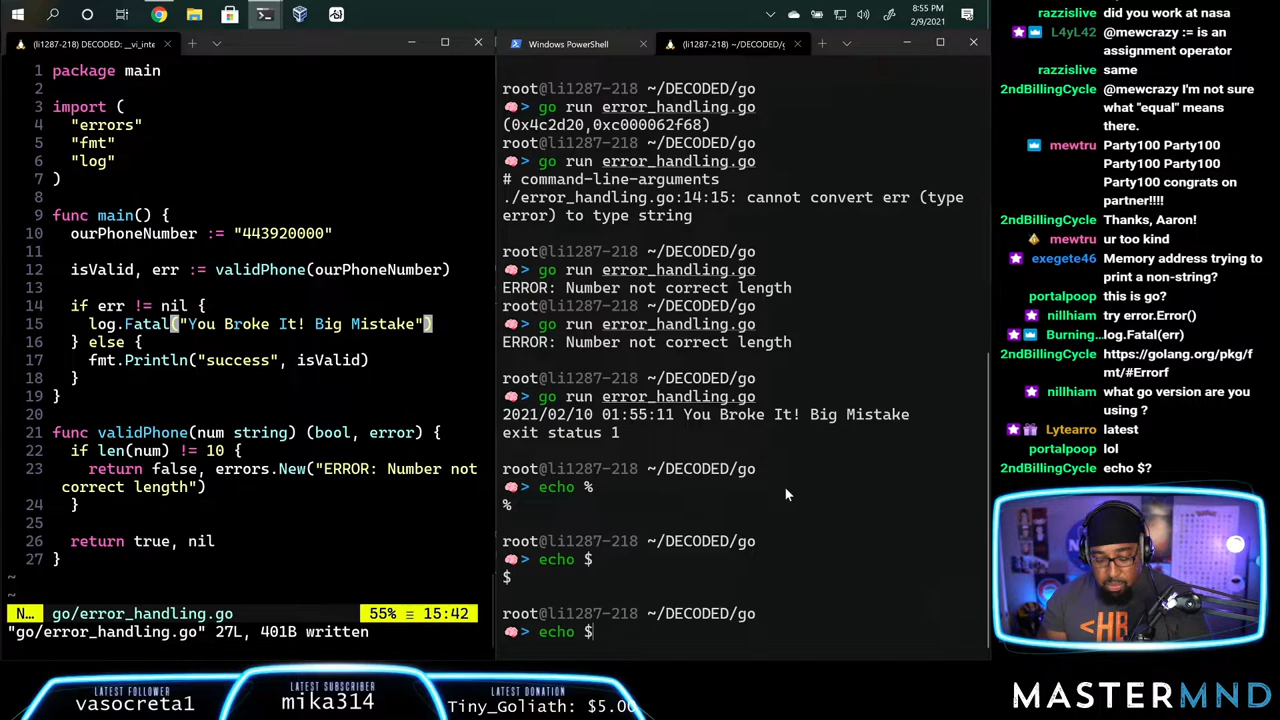 8:55 PM
2/9/2021
(li1287-218) DECODED: __vi_inte
Windows PowerShell
(li1287-218) ~/DECODED/g
1 package main
2
3 import (
4 "errors"
5 "fmt"
6 "log"
7 )
8
9 func main() {
10 ourPhoneNumber := "443920000"
11
12 isValid, err := validPhone(ourPhoneNumber)
13
14 if err != nil {
15 log.Fatal("You Broke It! Big Mistake")
16 } else {
17 fmt.Println("success", isValid)
18 }
19 }
20
21 func validPhone(num string) (bool, error) {
22 if len(num) != 10 {
23 return false, errors.New("ERROR: Number not
correct length")
24 }
25
26 return true, nil
27 }
~
~
N… go/error_handling.go 55% ≡ 15:42
"go/error_handling.go" 27L, 401B written
root@li1287-218 ~/DECODED/go
> go run error_handling.go
(0x4c2d20,0xc000062f68)
root@li1287-218 ~/DECODED/go
> go run error_handling.go
# command-line-arguments
./error_handling.go:14:15: cannot convert err (type
error) to type string
root@li1287-218 ~/DECODED/go
> go run error_handling.go
ERROR: Number not correct length
root@li1287-218 ~/DECODED/go
> go run error_handling.go
ERROR: Number not correct length
root@li1287-218 ~/DECODED/go
> go run error_handling.go
2021/02/10 01:55:11 You Broke It! Big Mistake
exit status 1
root@li1287-218 ~/DECODED/go
> echo %
%
root@li1287-218 ~/DECODED/go
> echo $
$
root@li1287-218 ~/DECODED/go
> echo $
razzislive did you work at nasa
L4yL42 @mewcrazy := is an
assignment operator
razzislive same
2ndBillingCycle @mewcrazy I'm not sure
what "equal" means
there.
mewtru Party100 Party100
Party100 Party100
Party100 congrats on
partner!!!!
2ndBillingCycle Thanks, Aaron!
mewtru ur too kind
exegete46 Memory address trying to
print a non-string?
portalpoop this is go?
nillhiam try error.Error()
Burning… log.Fatal(err)
2ndBillingCycle https://golang.org/pkg/f
mt/#Errorf
nillhiam what go version are you
using ?
Lytearro latest
portalpoop lol
2ndBillingCycle echo $?
<HB
LATEST FOLLOWER
vasocreta1
LATEST SUBSCRIBER
mika314
LATEST DONATION
Tiny_Goliath: $5.00
MASTERMND